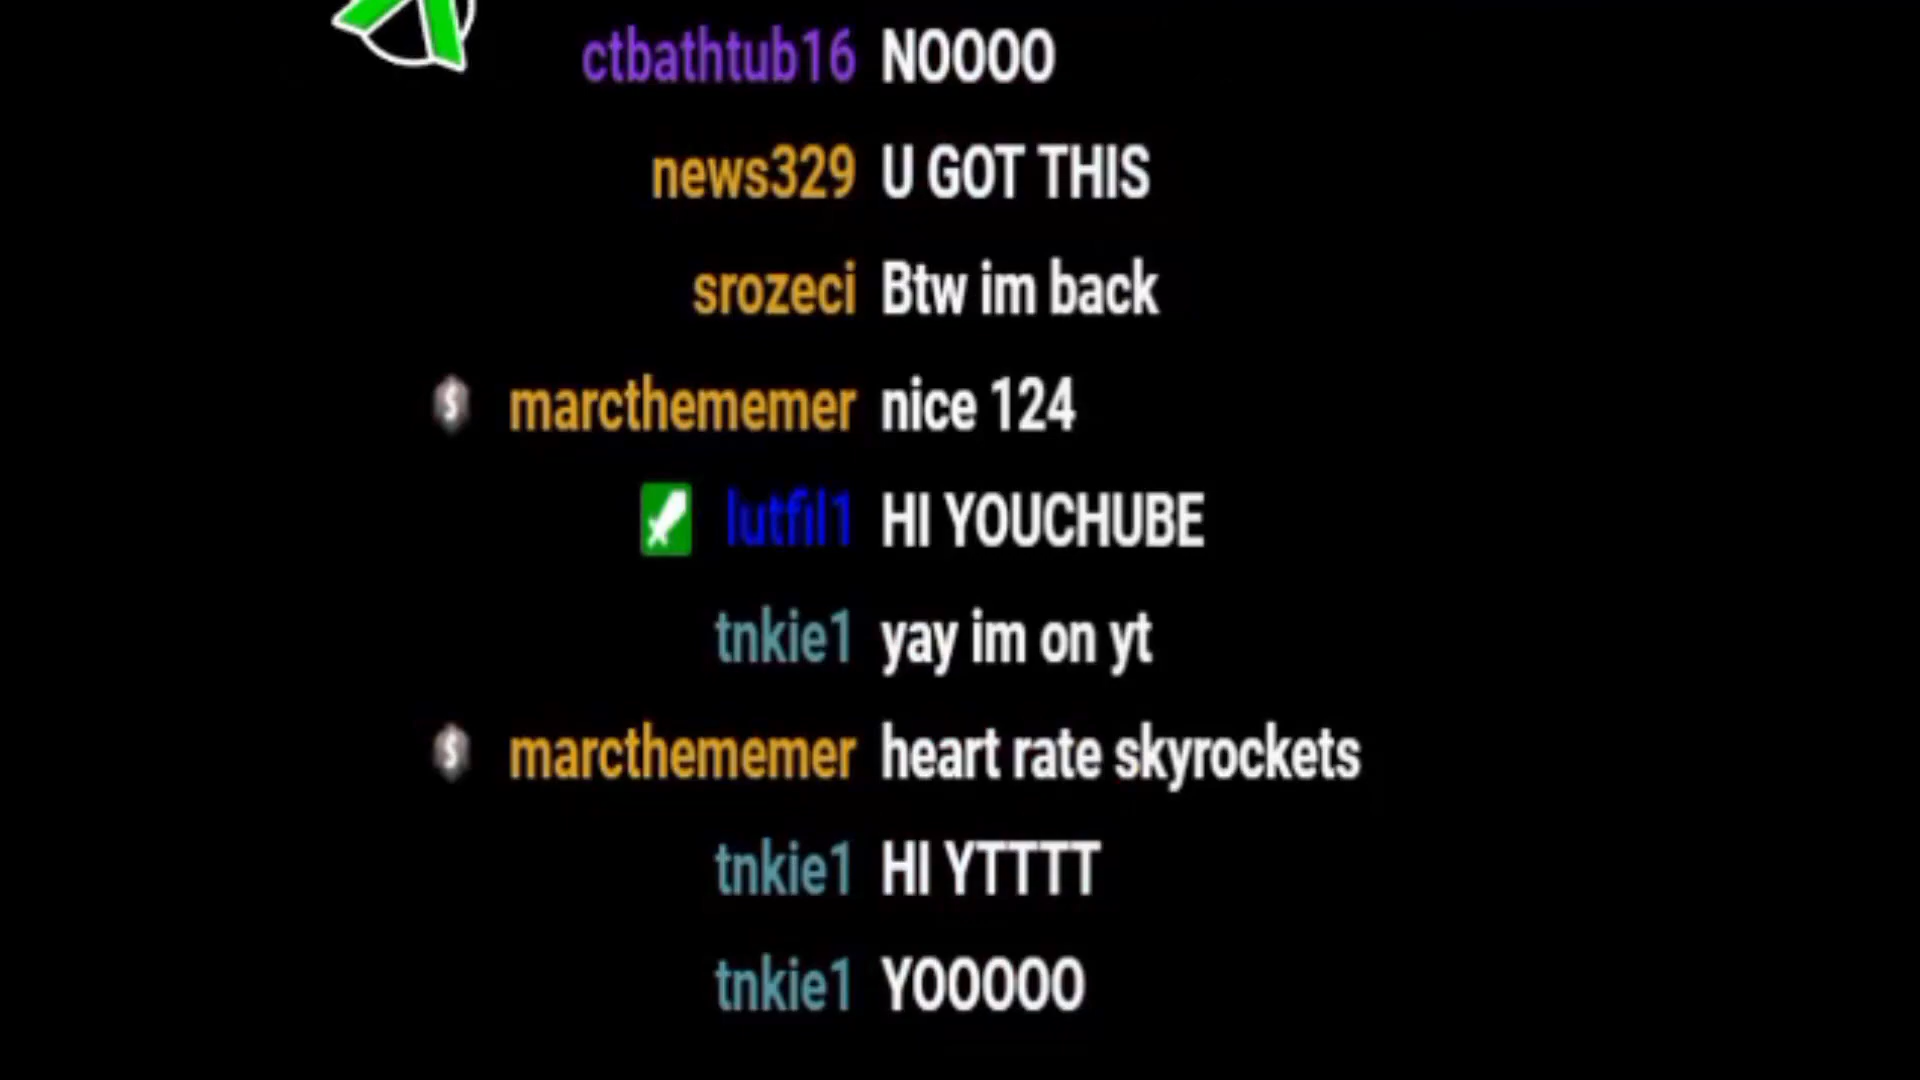 ctbathtub16 NOOOO
news329 U GOT THIS
srozeci Btw im back
marcthememer nice 124
lutfil1 HI YOUCHUBE
tnkie1 yay im on yt
marcthememer heart rate skyrockets
tnkie1 HI YTTTT
tnkie1 YOOOOO